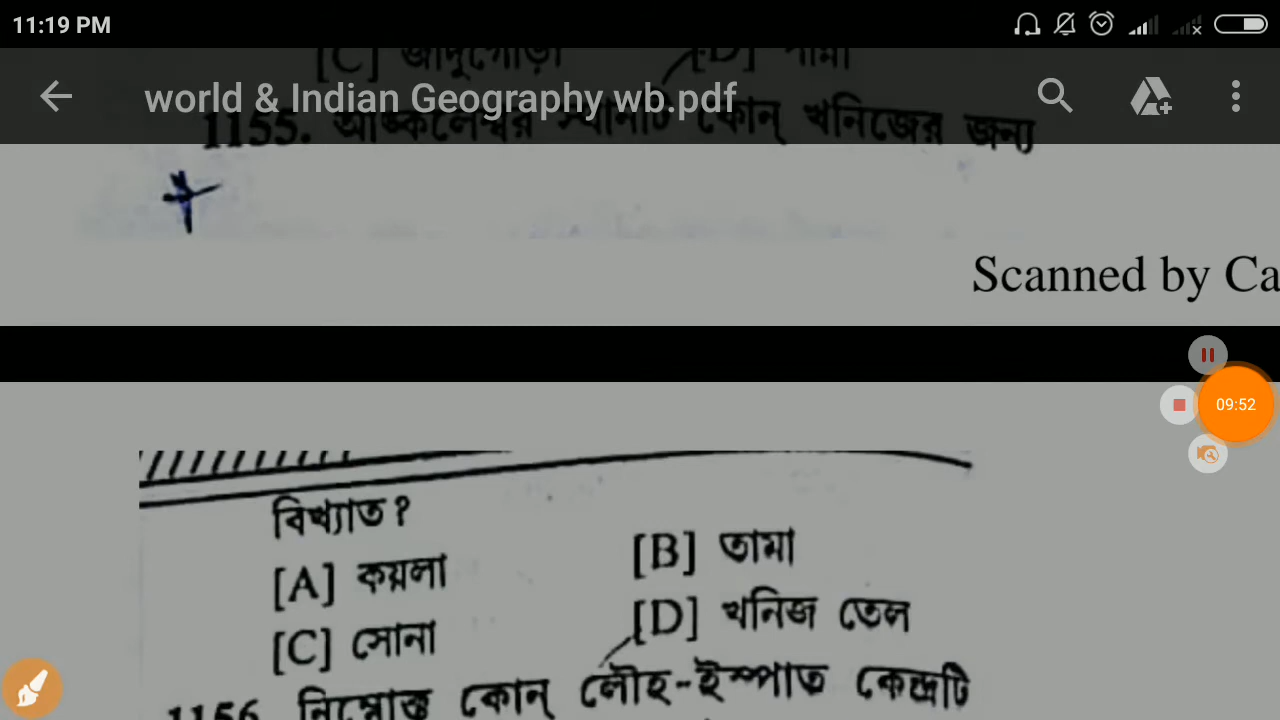 11:19 PM
[C] জাদুগোড়া [D] পান্না
world & Indian Geography wb.pdf
1155. আঙ্কলেশ্বর স্থানটি কোন্ খনিজের জন্য
Scanned by Ca
09:52
বিখ্যাত?
[A] কয়লা [B] তামা
[C] সোনা [D] খনিজ তেল
1156. নিম্নোক্ত কোন্ লৌহ-ইস্পাত কেন্দ্রটি